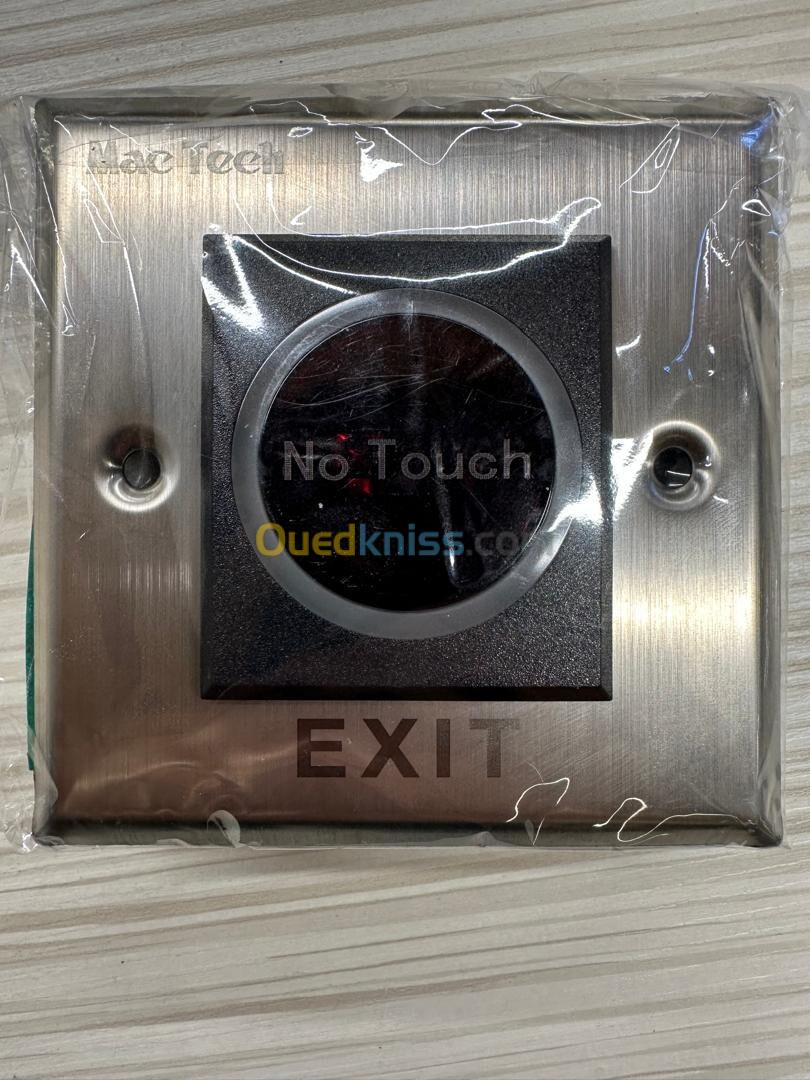 Mac Tech
No Touch
Ouedkniss.com
EXIT